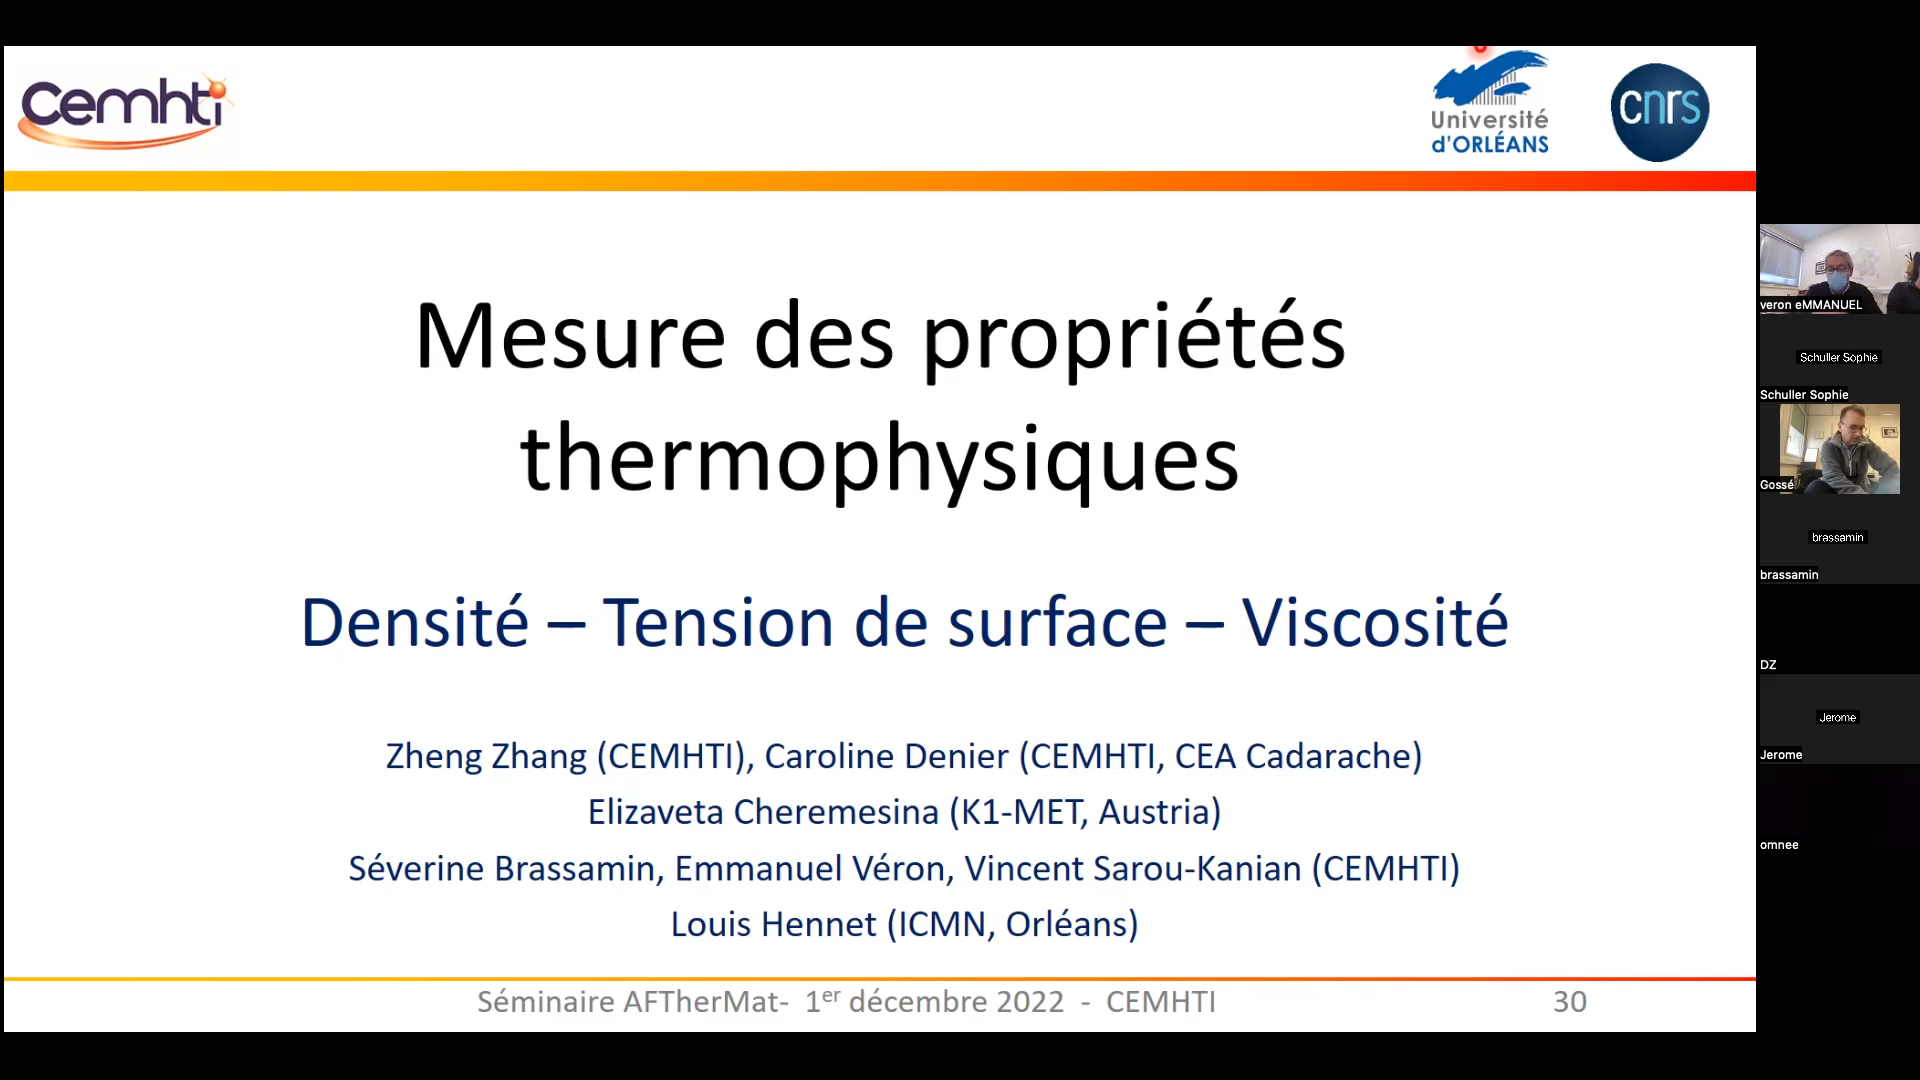 cemhti
Université
d'ORLÉANS
cnrs
Mesure des propriétés
thermophysiques
Densité – Tension de surface – Viscosité
Zheng Zhang (CEMHTI), Caroline Denier (CEMHTI, CEA Cadarache)
Elizaveta Cheremesina (K1-MET, Austria)
Séverine Brassamin, Emmanuel Véron, Vincent Sarou-Kanian (CEMHTI)
Louis Hennet (ICMN, Orléans)
Séminaire AFTherMat- 1er décembre 2022 - CEMHTI
30
veron eMMANUEL
Schuller Sophie
Schuller Sophie
Gossé
brassamin
brassamin
DZ
Jerome
Jerome
omnee